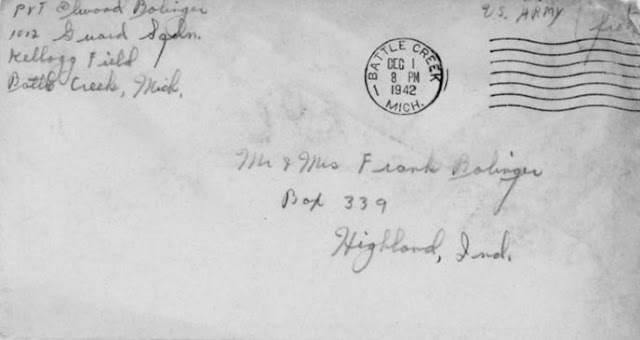 Pvt Elwood Bolinger
1012 Guard Sqdn.
Kellogg Field
Battle Creek, Mich.
U.S. ARMY
BATTLE CREEK
DEC 1
8 PM
1942
MICH.
Mr & Mrs Frank Bolinger
Box 339
Highland, Ind.